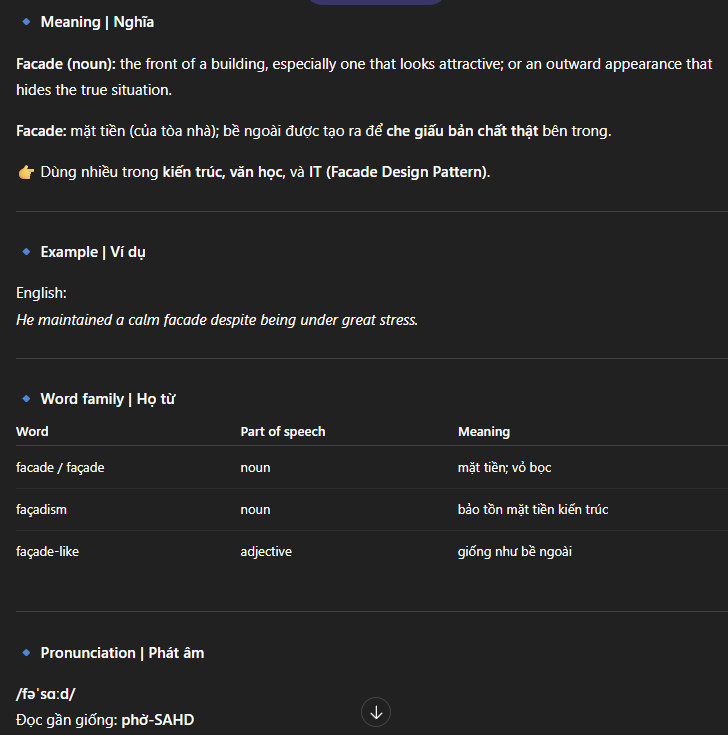 Meaning | Nghĩa
Facade (noun): the front of a building, especially one that looks attractive; or an outward appearance that
hides the true situation.
Facade: mặt tiền (của tòa nhà); bề ngoài được tạo ra để che giấu bản chất thật bên trong.
👉 Dùng nhiều trong kiến trúc, văn học, và IT (Facade Design Pattern).
Example | Ví dụ
English:
He maintained a calm facade despite being under great stress.
Word family | Họ từ
Word Part of speech Meaning
facade / façade noun mặt tiền; vỏ bọc
façadism noun bảo tồn mặt tiền kiến trúc
façade-like adjective giống như bề ngoài
Pronunciation | Phát âm
/fəˈsɑːd/
Đọc gần giống: phờ-SAHD